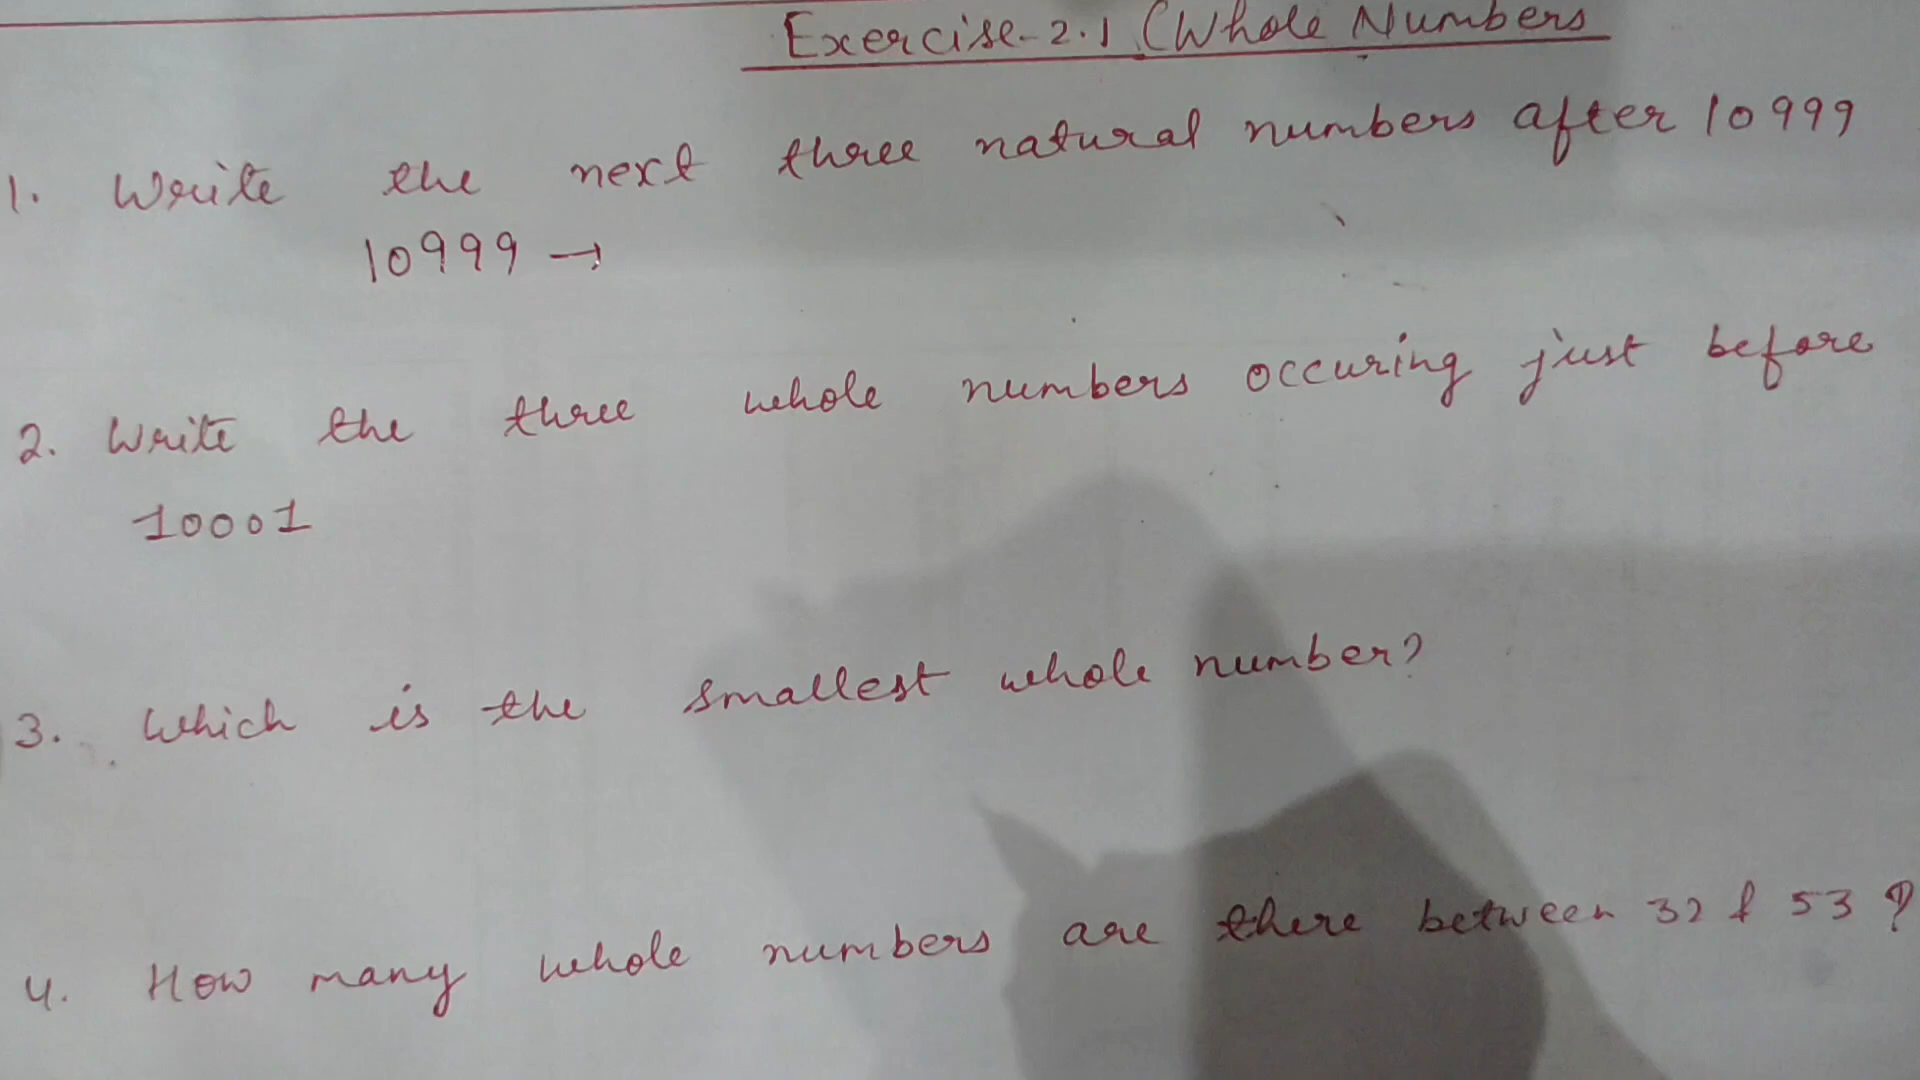 Exercise-2.1 (Whole Numbers
1. Write the next three natural numbers after 10999
10999 →
2. Write the three whole numbers occuring just before
10001
3. Which is the smallest whole number?
4. How many whole numbers are there between 32 & 53?